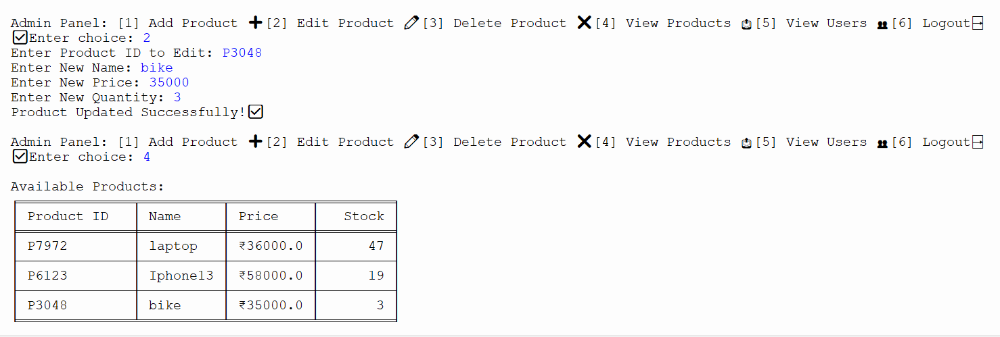 Admin Panel: [1] Add Product ➕[2] Edit Product 🖉[3] Delete Product ❌[4] View Products 📤[5] View Users 👥[6] Logout
☑Enter choice: 2
Enter Product ID to Edit: P3048
Enter New Name: bike
Enter New Price: 35000
Enter New Quantity: 3
Product Updated Successfully!☑
Admin Panel: [1] Add Product ➕[2] Edit Product 🖉[3] Delete Product ❌[4] View Products 📤[5] View Users 👥[6] Logout
☑Enter choice: 4
Available Products:
Product ID Name Price Stock
P7972 laptop ₹36000.0 47
P6123 Iphone13 ₹58000.0 19
P3048 bike ₹35000.0 3